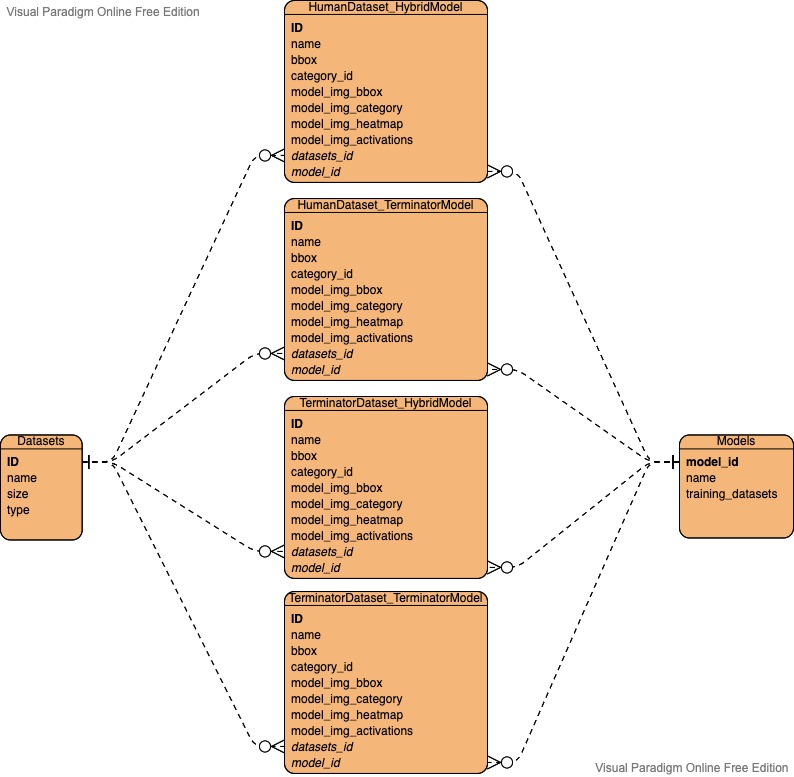 Visual Paradigm Online Free Edition
HumanDataset_HybridModel
ID
name
bbox
category_id
model_img_bbox
model_img_category
model_img_heatmap
model_img_activations
datasets_id
model_id
HumanDataset_TerminatorModel
ID
name
bbox
category_id
model_img_bbox
model_img_category
model_img_heatmap
model_img_activations
datasets_id
model_id
Datasets
ID
name
size
type
TerminatorDataset_HybridModel
ID
name
bbox
category_id
model_img_bbox
model_img_category
model_img_heatmap
model_img_activations
datasets_id
model_id
Models
model_id
name
training_datasets
TerminatorDataset_TerminatorModel
ID
name
bbox
category_id
model_img_bbox
model_img_category
model_img_heatmap
model_img_activations
datasets_id
model_id
Visual Paradigm Online Free Edition